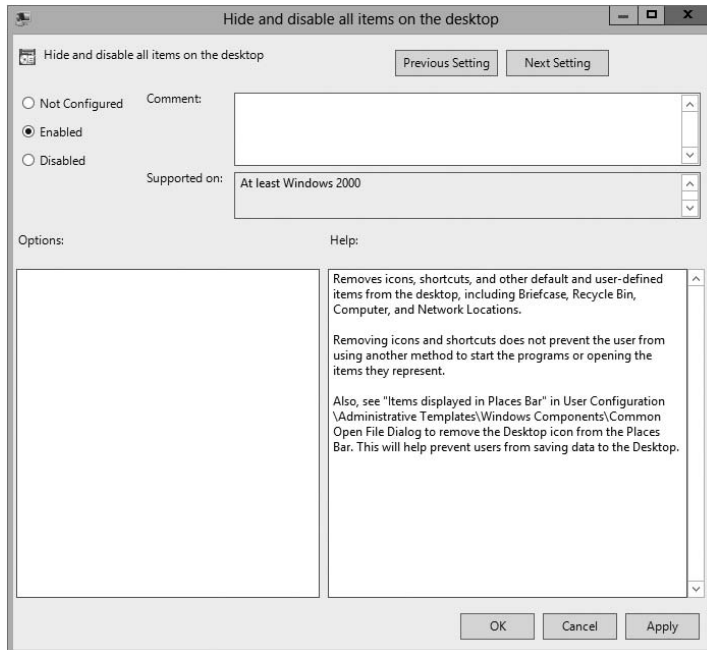 Hide and disable all items on the desktop
Hide and disable all items on the desktop
Previous Setting
Next Setting
Not Configured
Enabled
Disabled
Comment:
Supported on:
At least Windows 2000
Options:
Help:
Removes icons, shortcuts, and other default and user-defined
items from the desktop, including Briefcase, Recycle Bin,
Computer, and Network Locations.
Removing icons and shortcuts does not prevent the user from
using another method to start the programs or opening the
items they represent.
Also, see "Items displayed in Places Bar" in User Configuration
\Administrative Templates\Windows Components\Common
Open File Dialog to remove the Desktop icon from the Places
Bar. This will help prevent users from saving data to the Desktop.
OK
Cancel
Apply